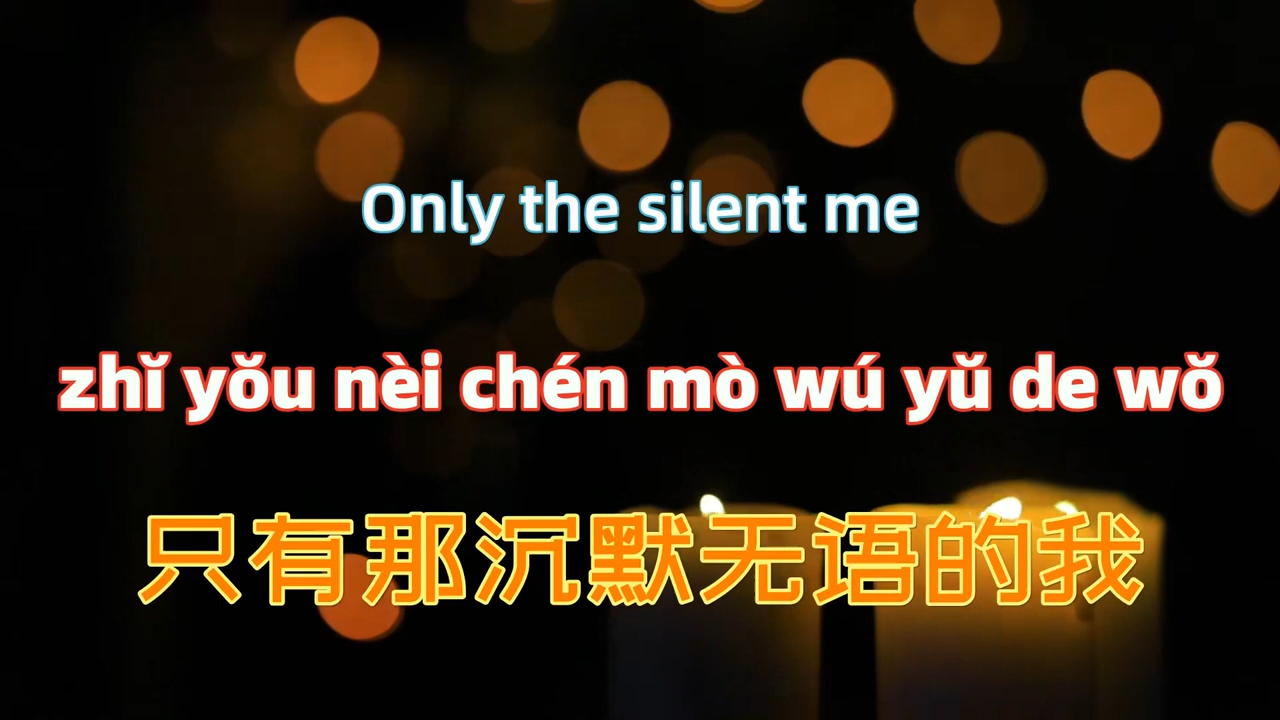 Only the silent me
zhǐ yǒu nèi chén mò wú yǔ de wǒ
只有那沉默无语的我